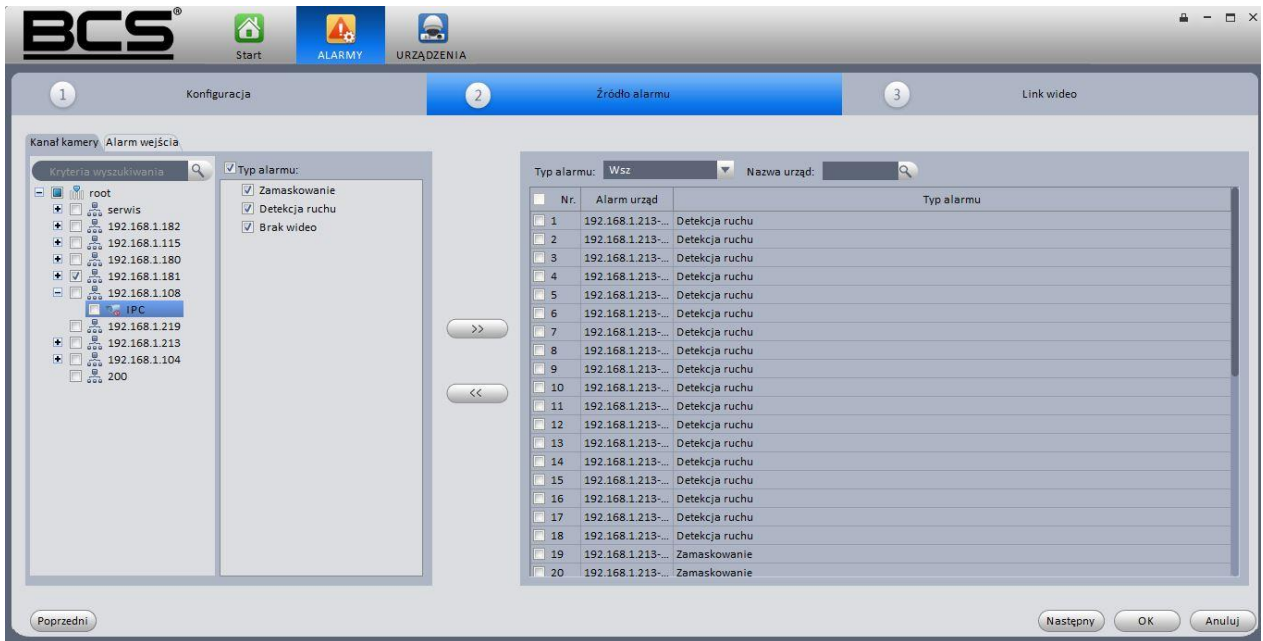 BCS®
Start
ALARMY
URZĄDZENIA
1 Konfiguracja
2 Źródło alarmu
3 Link wideo
Kanał kamery Alarm wejścia
Kryteria wyszukiwania
root
serwis
192.168.1.182
192.168.1.115
192.168.1.180
192.168.1.181
192.168.1.108
IPC
192.168.1.219
192.168.1.213
192.168.1.104
200
Typ alarmu:
Zamaskowanie
Detekcja ruchu
Brak wideo
>>
<<
Typ alarmu: Wsz Nazwa urząd:
Nr. Alarm urząd Typ alarmu
1 192.168.1.213-... Detekcja ruchu
2 192.168.1.213-... Detekcja ruchu
3 192.168.1.213-... Detekcja ruchu
4 192.168.1.213-... Detekcja ruchu
5 192.168.1.213-... Detekcja ruchu
6 192.168.1.213-... Detekcja ruchu
7 192.168.1.213-... Detekcja ruchu
8 192.168.1.213-... Detekcja ruchu
9 192.168.1.213-... Detekcja ruchu
10 192.168.1.213-... Detekcja ruchu
11 192.168.1.213-... Detekcja ruchu
12 192.168.1.213-... Detekcja ruchu
13 192.168.1.213-... Detekcja ruchu
14 192.168.1.213-... Detekcja ruchu
15 192.168.1.213-... Detekcja ruchu
16 192.168.1.213-... Detekcja ruchu
17 192.168.1.213-... Detekcja ruchu
18 192.168.1.213-... Detekcja ruchu
19 192.168.1.213-... Zamaskowanie
20 192.168.1.213-... Zamaskowanie
Poprzedni
Następny
OK
Anuluj